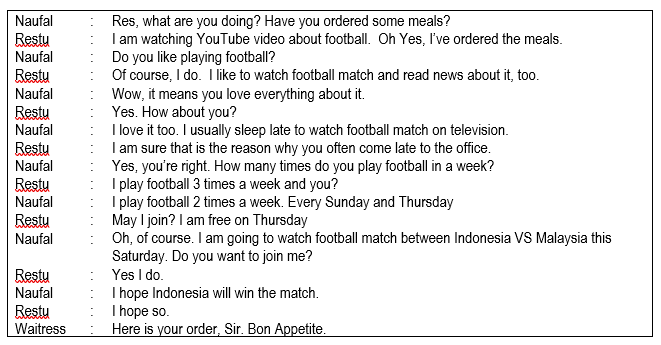 Naufal : Res, what are you doing? Have you ordered some meals?
Restu : I am watching YouTube video about football. Oh Yes, I've ordered the meals.
Naufal : Do you like playing football?
Restu : Of course, I do. I like to watch football match and read news about it, too.
Naufal : Wow, it means you love everything about it.
Restu : Yes. How about you?
Naufal : I love it too. I usually sleep late to watch football match on television.
Restu : I am sure that is the reason why you often come late to the office.
Naufal : Yes, you're right. How many times do you play football in a week?
Restu : I play football 3 times a week and you?
Naufal : I play football 2 times a week. Every Sunday and Thursday
Restu : May I join? I am free on Thursday
Naufal : Oh, of course. I am going to watch football match between Indonesia VS Malaysia this
Saturday. Do you want to join me?
Restu : Yes I do.
Naufal : I hope Indonesia will win the match.
Restu : I hope so.
Waitress : Here is your order, Sir. Bon Appetite.